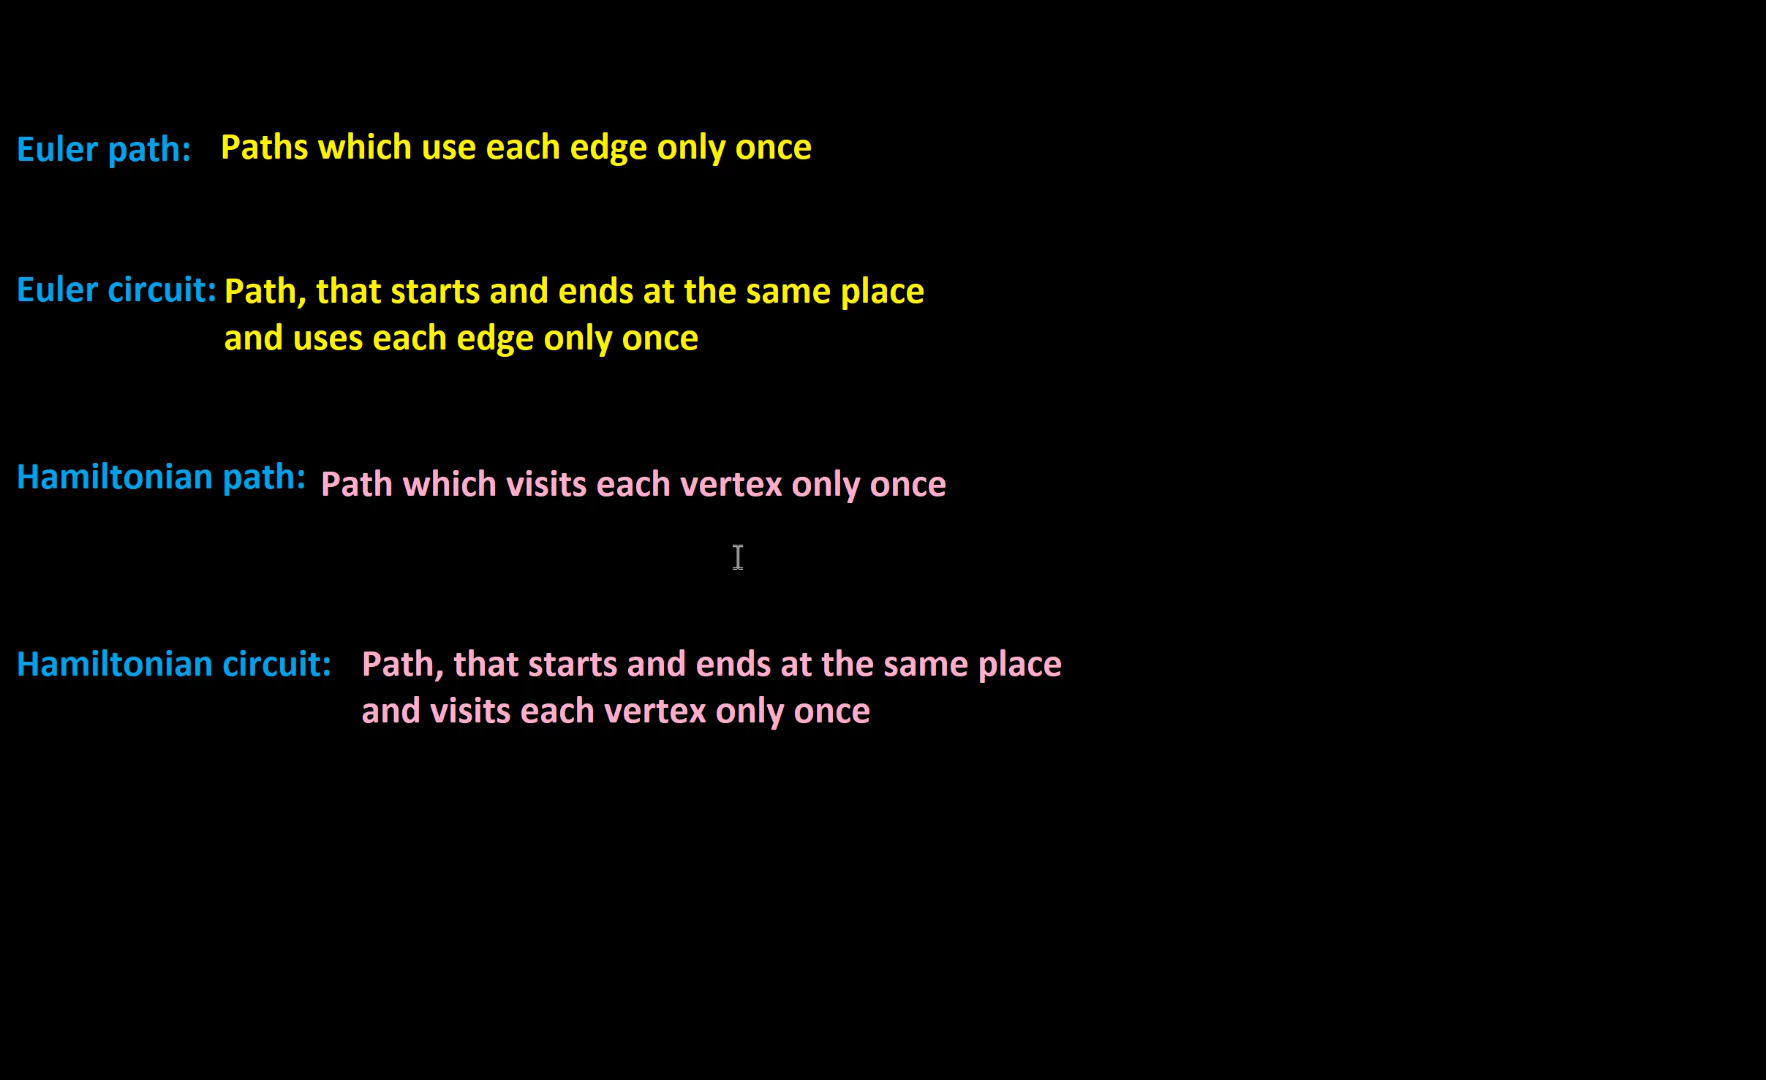 Euler path: Paths which use each edge only once
Euler circuit: Path, that starts and ends at the same place
and uses each edge only once
Hamiltonian path: Path which visits each vertex only once
Hamiltonian circuit: Path, that starts and ends at the same place
and visits each vertex only once